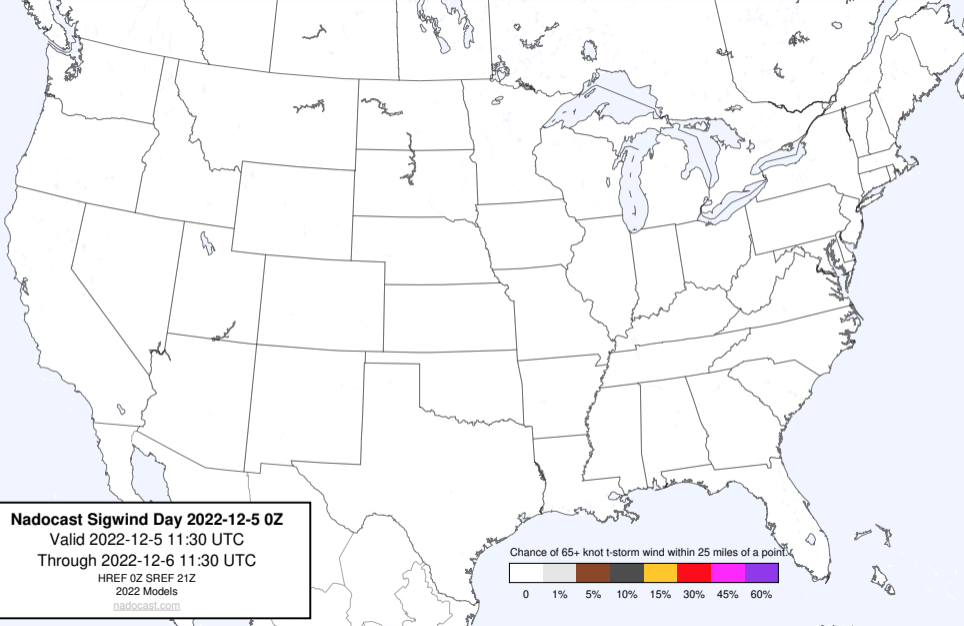 Nadocast Sigwind Day 2022-12-5 0Z
Valid 2022-12-5 11:30 UTC
Through 2022-12-6 11:30 UTC
HREF 0Z SREF 21Z
2022 Models
nadocast.com
Chance of 65+ knot t-storm wind within 25 miles of a point.
0 1% 5% 10% 15% 30% 45% 60%